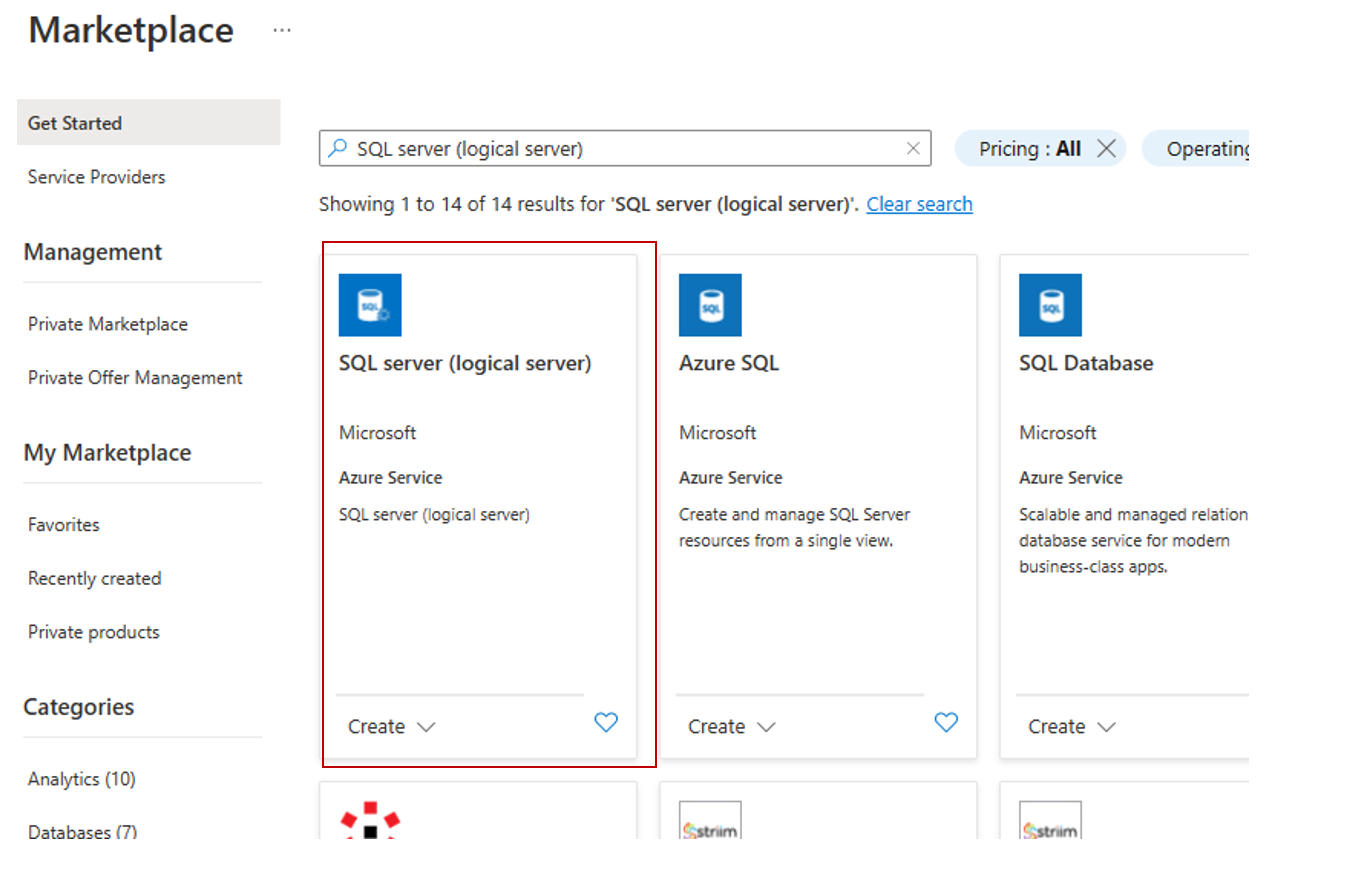 Marketplace
...
Get Started
Service Providers
Management
Private Marketplace
Private Offer Management
My Marketplace
Favorites
Recently created
Private products
Categories
Analytics (10)
Databases (7)
SQL server (logical server)
Pricing : All
Operating
Showing 1 to 14 of 14 results for 'SQL server (logical server)'. Clear search
SQL
SQL server (logical server)
Microsoft
Azure Service
SQL server (logical server)
Create
SQL
Azure SQL
Microsoft
Azure Service
Create and manage SQL Server
resources from a single view.
Create
SQL
SQL Database
Microsoft
Azure Service
Scalable and managed relation
database service for modern
business-class apps.
Create
striim
striim